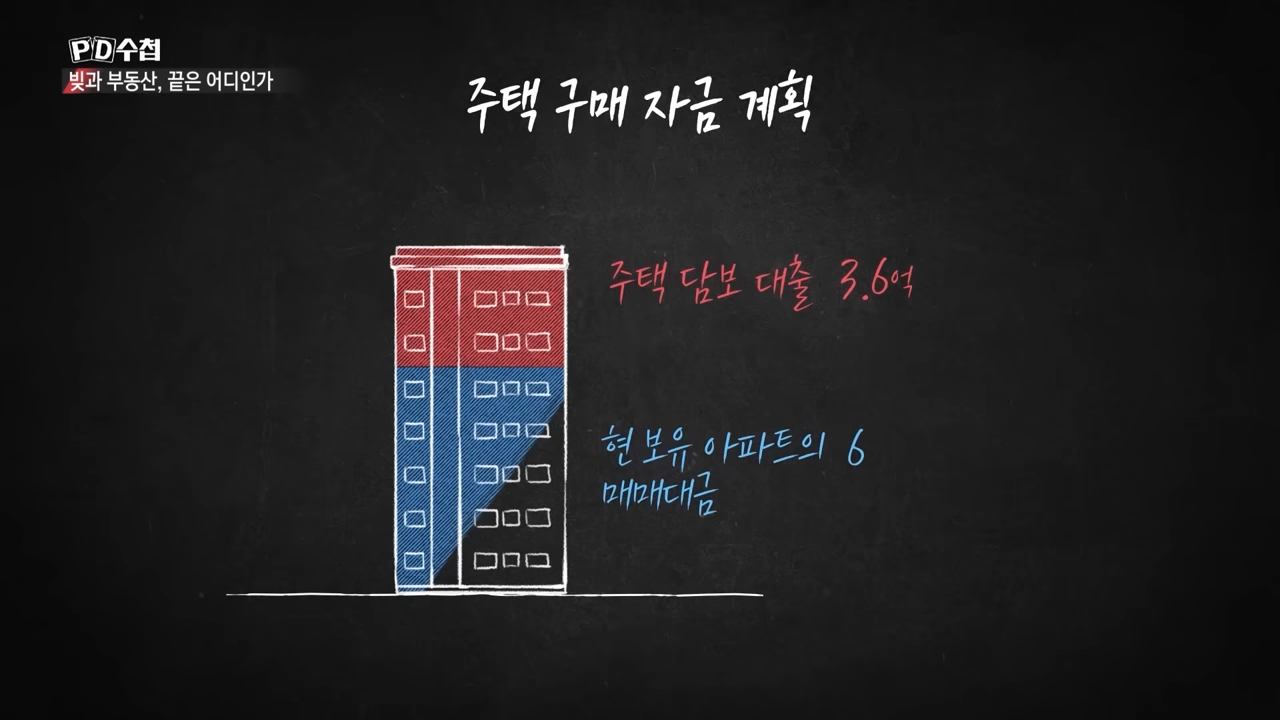 PD수첩
빚과 부동산, 끝은 어디인가
주택 구매 자금 계획
주택 담보 대출 3.6억
현 보유 아파트의 6
매매대금